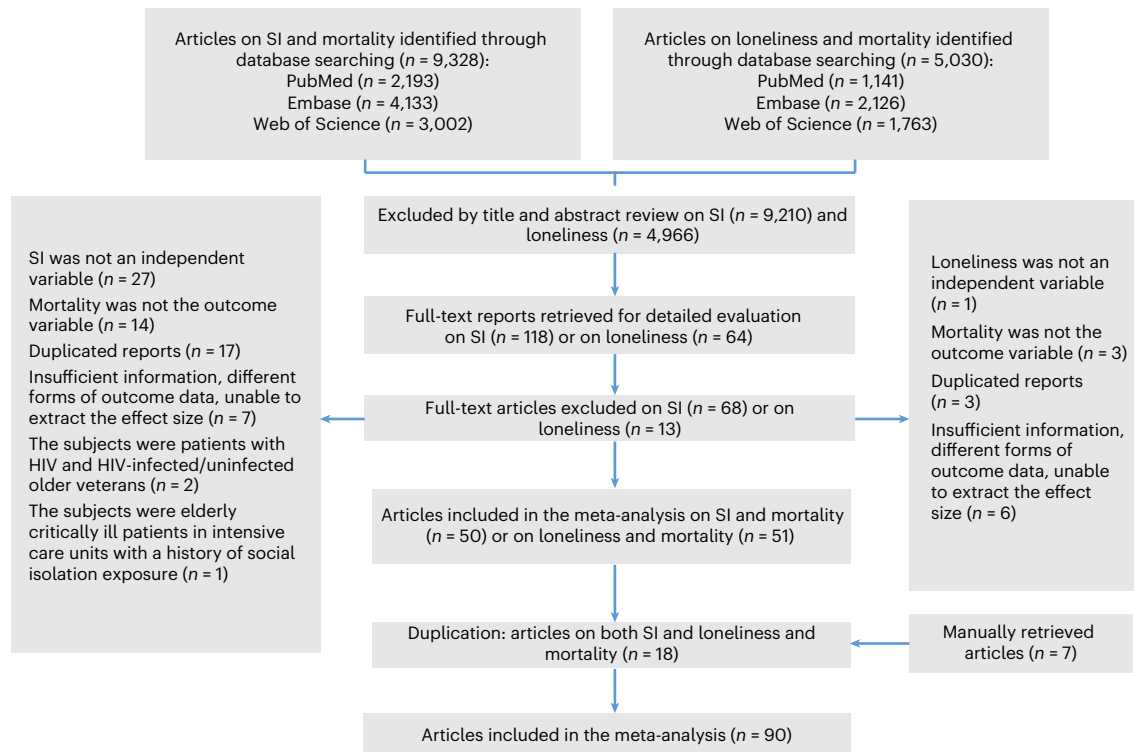 Articles on SI and mortality identified through
database searching (n = 9,328):
PubMed (n = 2,193)
Embase (n = 4,133)
Web of Science (n = 3,002)
Articles on loneliness and mortality identified
through database searching (n = 5,030):
PubMed (n = 1,141)
Embase (n = 2,126)
Web of Science (n = 1,763)
Excluded by title and abstract review on SI (n = 9,210) and
loneliness (n = 4,966)
Full-text reports retrieved for detailed evaluation
on SI (n = 118) or on loneliness (n = 64)
Full-text articles excluded on SI (n = 68) or on
loneliness (n = 13)
SI was not an independent
variable (n = 27)
Mortality was not the outcome
variable (n = 14)
Duplicated reports (n = 17)
Insufficient information, different
forms of outcome data, unable to
extract the effect size (n = 7)
The subjects were patients with
HIV and HIV-infected/uninfected
older veterans (n = 2)
The subjects were elderly
critically ill patients in intensive
care units with a history of social
isolation exposure (n = 1)
Loneliness was not an
independent variable
(n = 1)
Mortality was not the
outcome variable (n = 3)
Duplicated reports
(n = 3)
Insufficient information,
different forms of
outcome data, unable
to extract the effect
size (n = 6)
Articles included in the meta-analysis on SI and mortality
(n = 50) or on loneliness and mortality (n = 51)
Duplication: articles on both SI and loneliness and
mortality (n = 18)
Manually retrieved
articles (n = 7)
Articles included in the meta-analysis (n = 90)